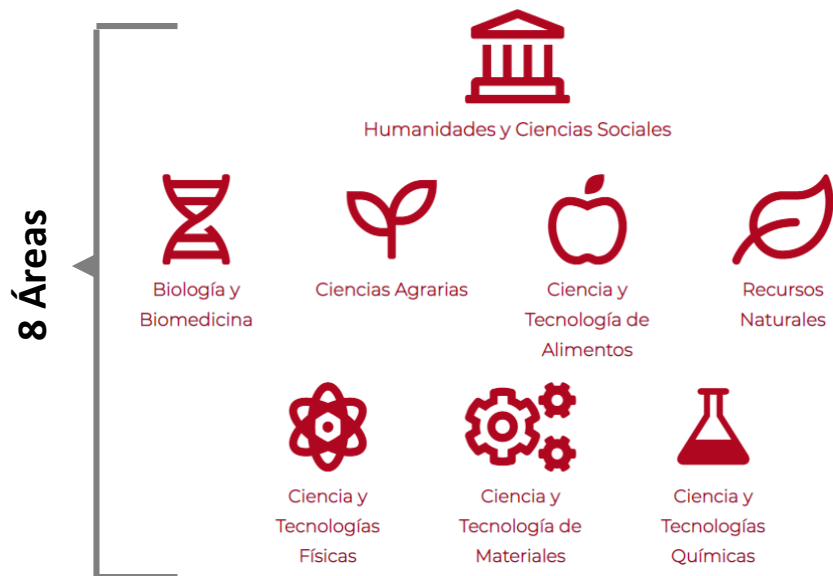 8 Áreas
Humanidades y Ciencias Sociales
Biología y
Biomedicina
Ciencias Agrarias
Ciencia y
Tecnología de
Alimentos
Recursos
Naturales
Ciencia y
Tecnologías
Físicas
Ciencia y
Tecnología de
Materiales
Ciencia y
Tecnologías
Químicas